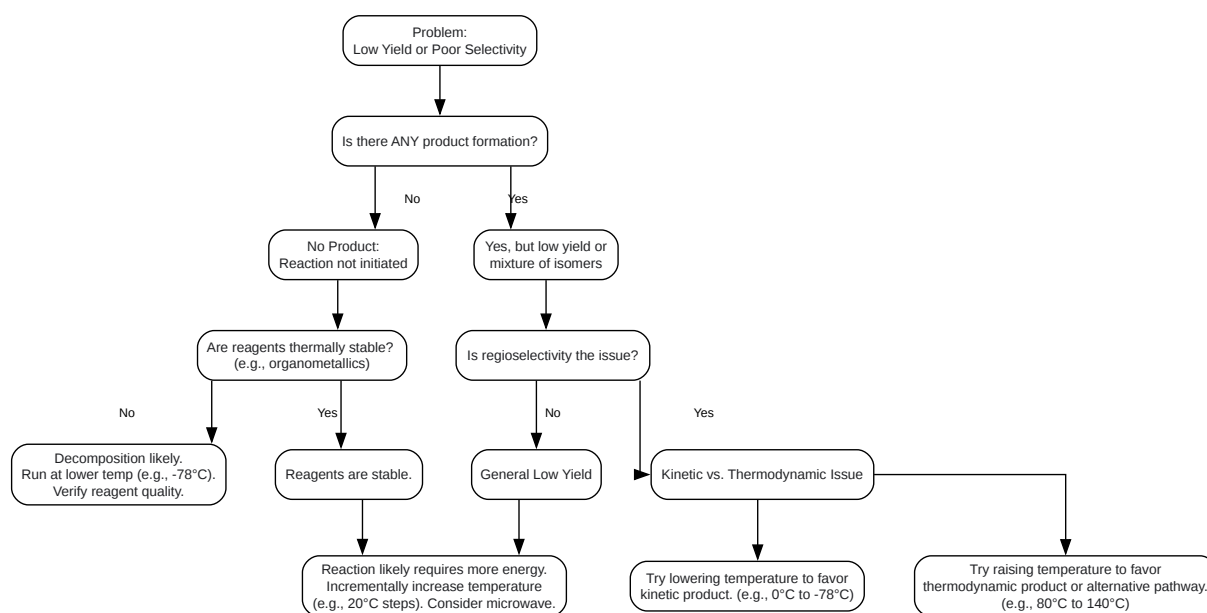 Problem:
Low Yield or Poor Selectivity
Is there ANY product formation?
No
Yes
No Product:
Reaction not initiated
Yes, but low yield or
mixture of isomers
Are reagents thermally stable?
(e.g., organometallics)
Is regioselectivity the issue?
No
Yes
No
Yes
Decomposition likely.
Run at lower temp (e.g., -78°C).
Verify reagent quality.
Reagents are stable.
General Low Yield
Kinetic vs. Thermodynamic Issue
Reaction likely requires more energy.
Incrementally increase temperature
(e.g., 20°C steps). Consider microwave.
Try lowering temperature to favor
kinetic product. (e.g., 0°C to -78°C)
Try raising temperature to favor
thermodynamic product or alternative pathway.
(e.g., 80°C to 140°C)